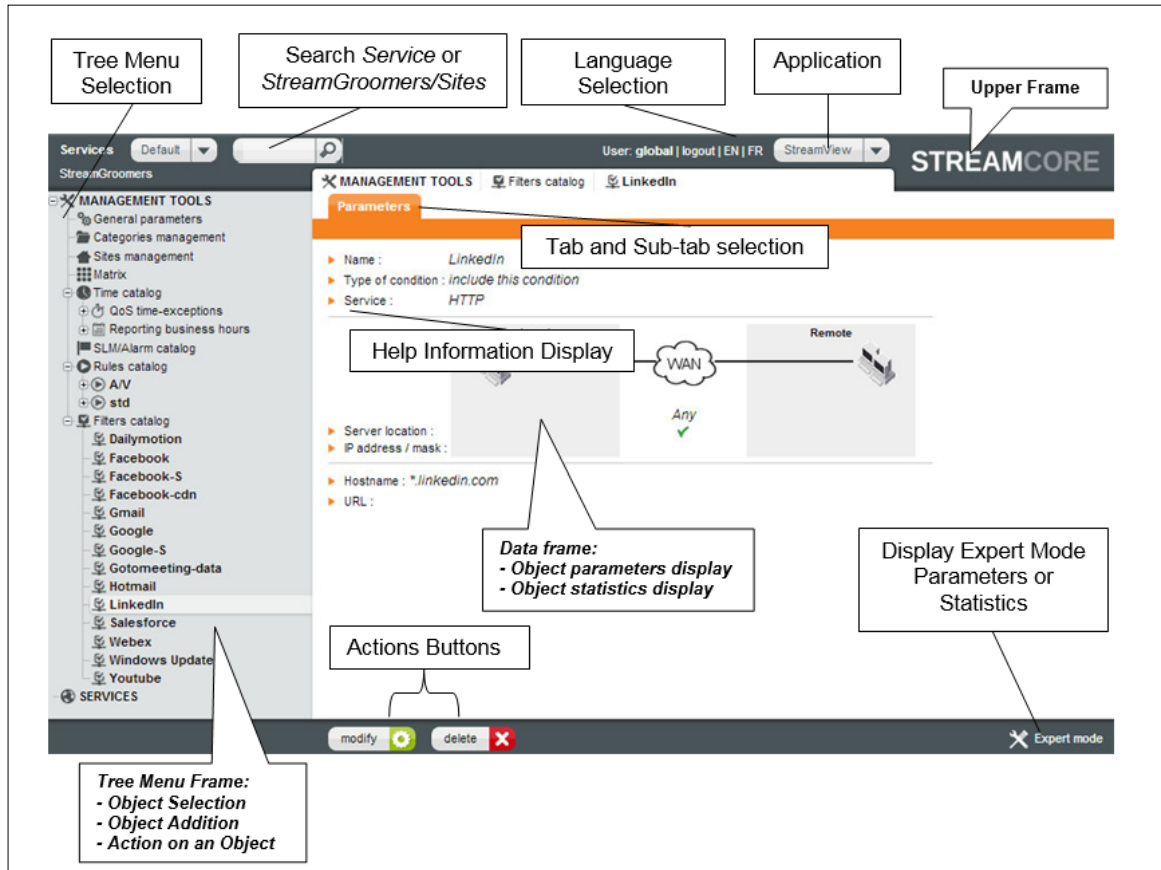 Tree Menu
Selection
Search Service or
StreamGroomers/Sites
Language
Selection
Application
Upper Frame
Services
Default
User: global | logout | EN | FR
StreamView
STREAMCORE
StreamGroomers
MANAGEMENT TOOLS
Filters catalog
LinkedIn
Parameters
Tab and Sub-tab selection
MANAGEMENT TOOLS
General parameters
Categories management
Sites management
Matrix
Time catalog
QoS time-exceptions
Reporting business hours
SLM/Alarm catalog
Rules catalog
A/V
std
Filters catalog
Dailymotion
Facebook
Facebook-S
Facebook-cdn
Gmail
Google
Google-S
Gotomeeting-data
Hotmail
LinkedIn
Salesforce
Webex
Windows Update
Youtube
SERVICES
Name : LinkedIn
Type of condition : include this condition
Service : HTTP
Help Information Display
Remote
WAN
Any
Server location :
IP address / mask :
Hostname : *.linkedin.com
URL :
Data frame:
- Object parameters display
- Object statistics display
Display Expert Mode
Parameters or
Statistics
Actions Buttons
modify
delete
Expert mode
Tree Menu Frame:
- Object Selection
- Object Addition
- Action on an Object